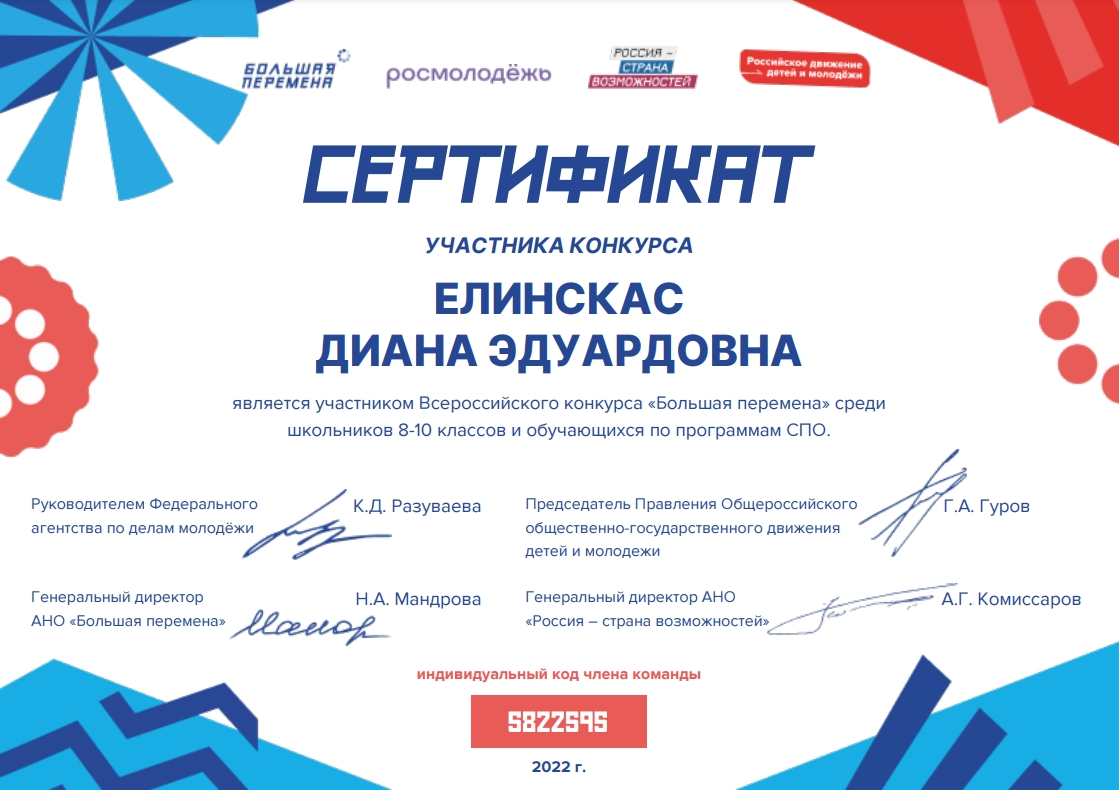 БОЛЬШАЯ
ПЕРЕМЕНА
росмолодёжь
РОССИЯ –
СТРАНА
ВОЗМОЖНОСТЕЙ
Российское движение
детей и молодёжи
СЕРТИФИКАТ
УЧАСТНИКА КОНКУРСА
ЕЛИНСКАС
ДИАНА ЭДУАРДОВНА
является участником Всероссийского конкурса «Большая перемена» среди
школьников 8-10 классов и обучающихся по программам СПО.
Руководителем Федерального
агентства по делам молодёжи
К.Д. Разуваева
Председатель Правления Общероссийского
общественно-государственного движения
детей и молодежи
Г.А. Гуров
Генеральный директор
АНО «Большая перемена»
Н.А. Мандрова
Генеральный директор АНО
«Россия – страна возможностей»
А.Г. Комиссаров
индивидуальный код члена команды
5822595
2022 г.